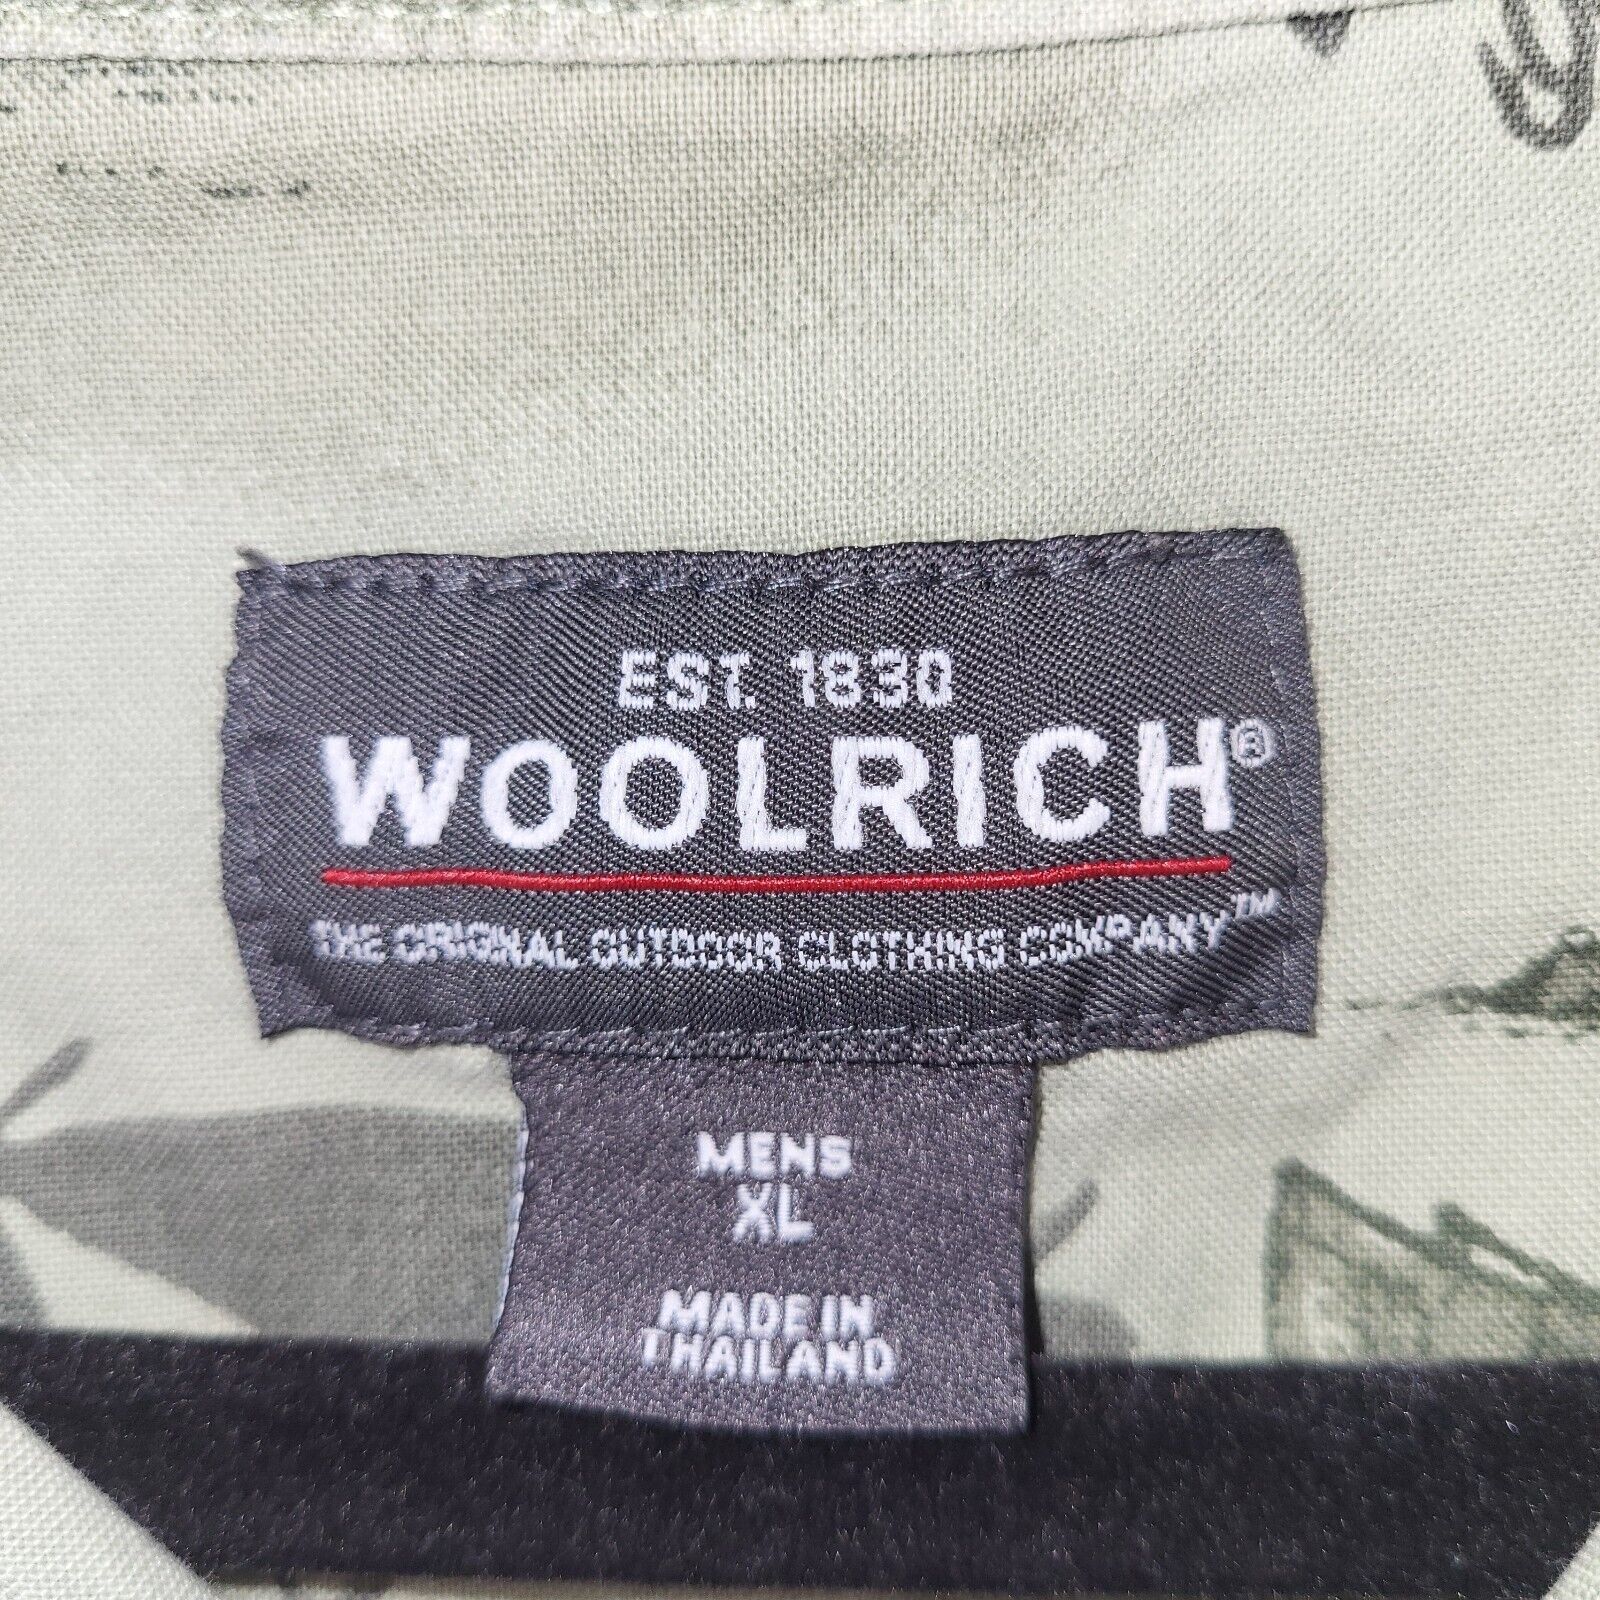 EST. 1830
WOOLRICH®
THE ORIGINAL OUTDOOR CLOTHING COMPANY™
MENS
XL
MADE IN
THAILAND